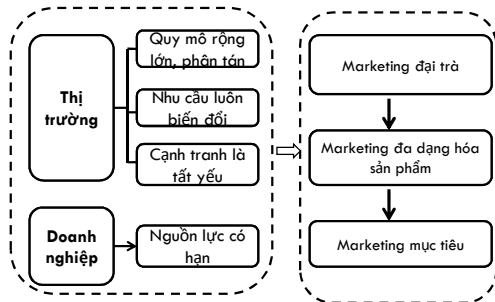 Thị
trường
Quy mô rộng
lớn, phân tán
Nhu cầu luôn
biến đổi
Cạnh tranh là
tất yếu
Doanh
nghiệp
Nguồn lực có
hạn
Marketing đại trà
Marketing đa dạng hóa
sản phẩm
Marketing mục tiêu